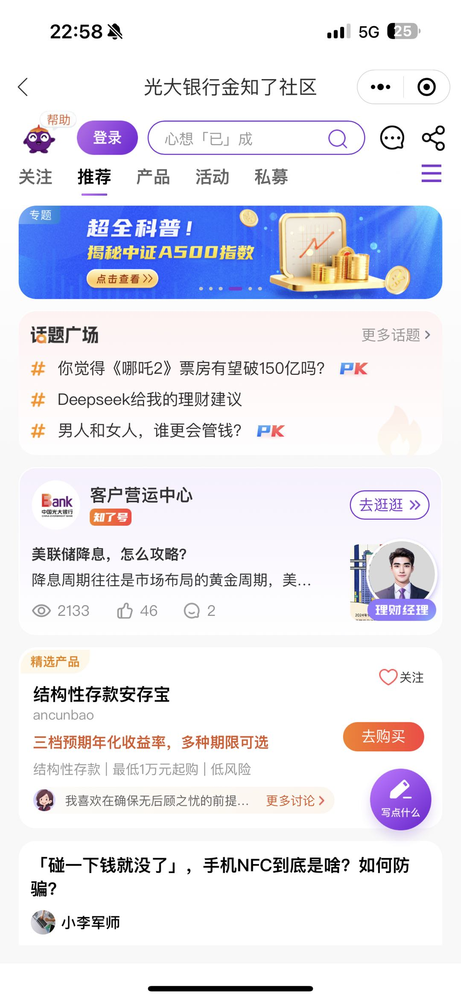 22:58
5G
25
光大银行金知了社区
帮助
登录
心想「已」成
关注 推荐 产品 活动 私募
专题
超全科普!
揭秘中证A500指数
点击查看>>
话题广场
更多话题 >
# 你觉得《哪吒2》票房有望破150亿吗? PK
# Deepseek给我的理财建议
# 男人和女人，谁更会管钱? PK
Bank
中国光大银行
CHINA EVERBRIGHT BANK
客户营运中心
知了号
去逛逛 >>
美联储降息，怎么攻略?
降息周期往往是市场布局的黄金周期，美...
2133 46 2
理财经理
精选产品
关注
结构性存款安存宝
ancunbao
三档预期年化收益率，多种期限可选
去购买
结构性存款 | 最低1万元起购 | 低风险
我喜欢在确保无后顾之忧的前提... 更多讨论 >
写点什么
「碰一下钱就没了」，手机NFC到底是啥？如何防
骗?
小李军师